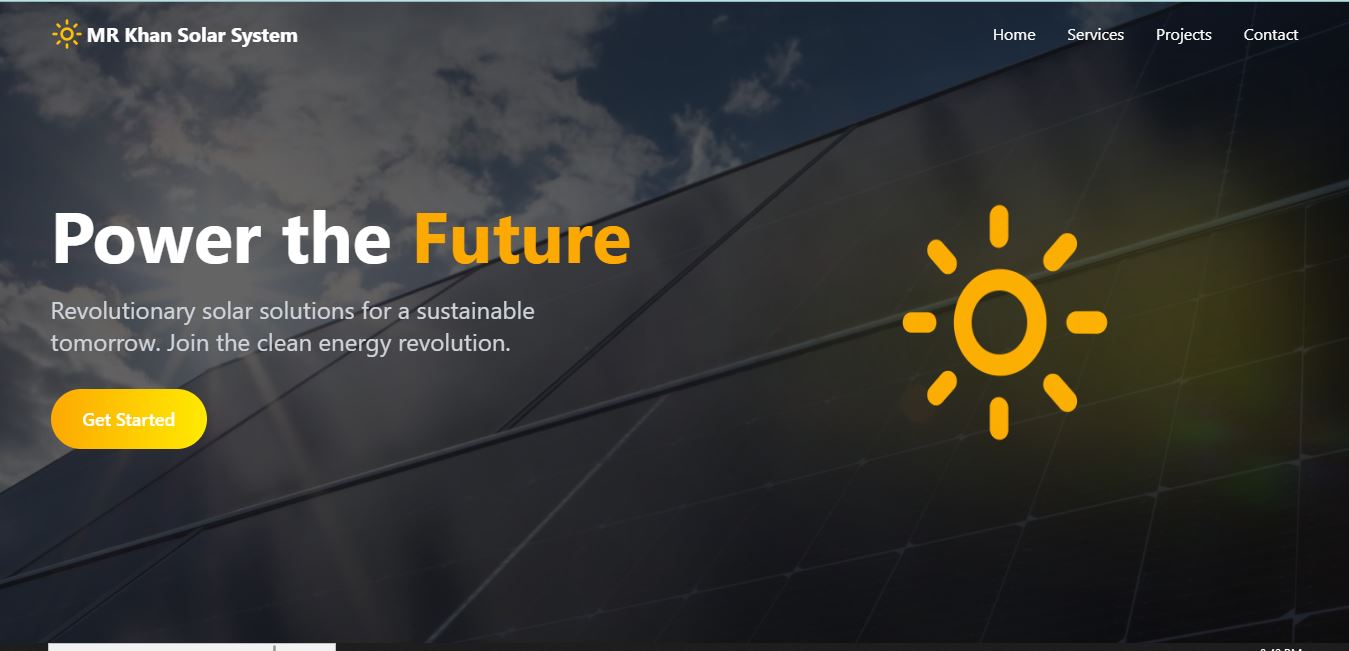 MR Khan Solar System
Home
Services
Projects
Contact
Power the Future
Revolutionary solar solutions for a sustainable
tomorrow. Join the clean energy revolution.
Get Started